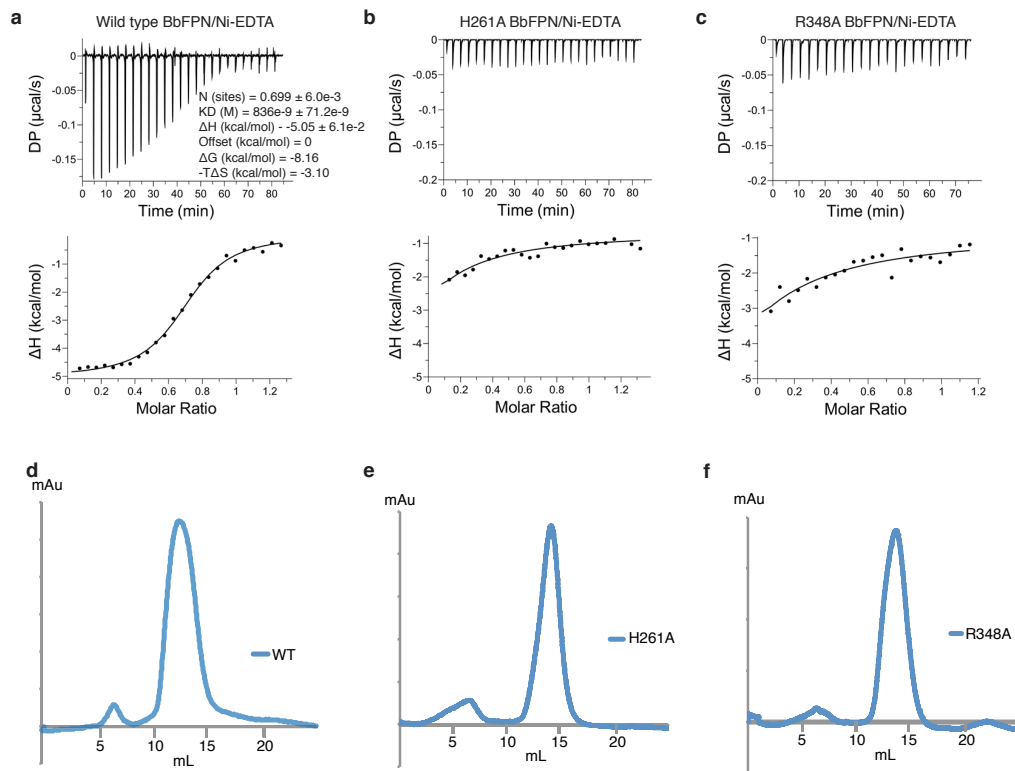 a
Wild type BbFPN/Ni-EDTA
0
-0.05
-0.1
-0.15
DP (μcal/s)
N (sites) = 0.699 ± 6.0e-3
KD (M) = 836e-9 ± 71.2e-9
ΔH (kcal/mol) - -5.05 ± 6.1e-2
Offset (kcal/mol) = 0
ΔG (kcal/mol) = -8.16
-TΔS (kcal/mol) = -3.10
0 10 20 30 40 50 60 70 80
Time (min)
-1
-2
-3
-4
-5
ΔH (kcal/mol)
0 0.2 0.4 0.6 0.8 1 1.2
Molar Ratio
b
H261A BbFPN/Ni-EDTA
0
-0.05
-0.1
-0.15
-0.2
DP (μcal/s)
0 10 20 30 40 50 60 70 80
Time (min)
0
-1
-2
-3
-4
-5
ΔH (kcal/mol)
0 0.2 0.4 0.6 0.8 1 1.2
Molar Ratio
c
R348A BbFPN/Ni-EDTA
0
-0.05
-0.1
-0.15
-0.2
DP (μcal/s)
0 10 20 30 40 50 60 70
Time (min)
-1
-2
-3
-4
-5
ΔH (kcal/mol)
0 0.2 0.4 0.6 0.8 1 1.2
Molar Ratio
d
mAu
WT
5 10 15 20
mL
e
mAu
H261A
5 10 15 20
mL
f
mAu
R348A
5 10 15 20
mL